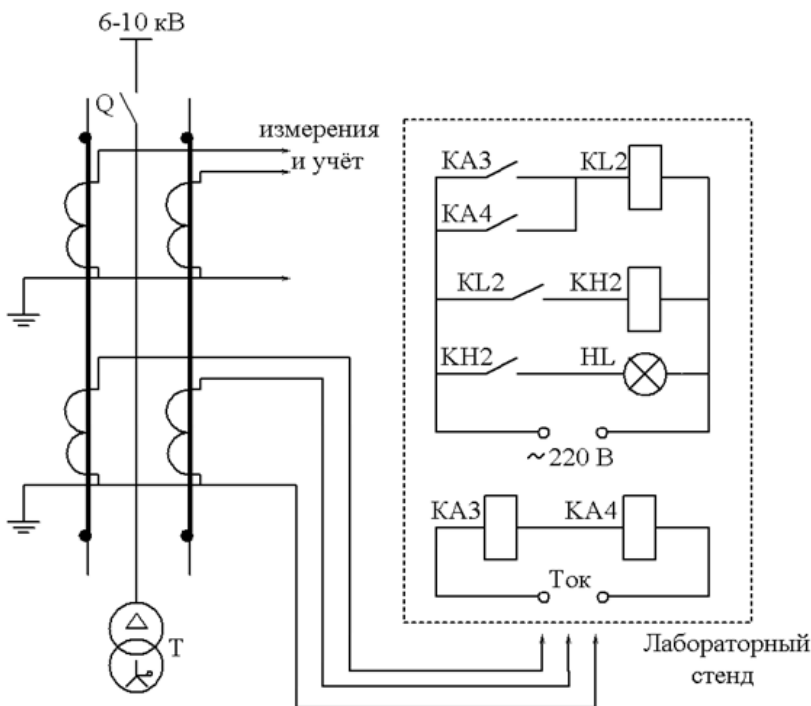 6-10 кВ
Q
измерения
и учёт
KA3 KL2
KA4
KL2 KH2
KH2 HL
~220 В
KA3 KA4
Ток
T
Лабораторный
стенд